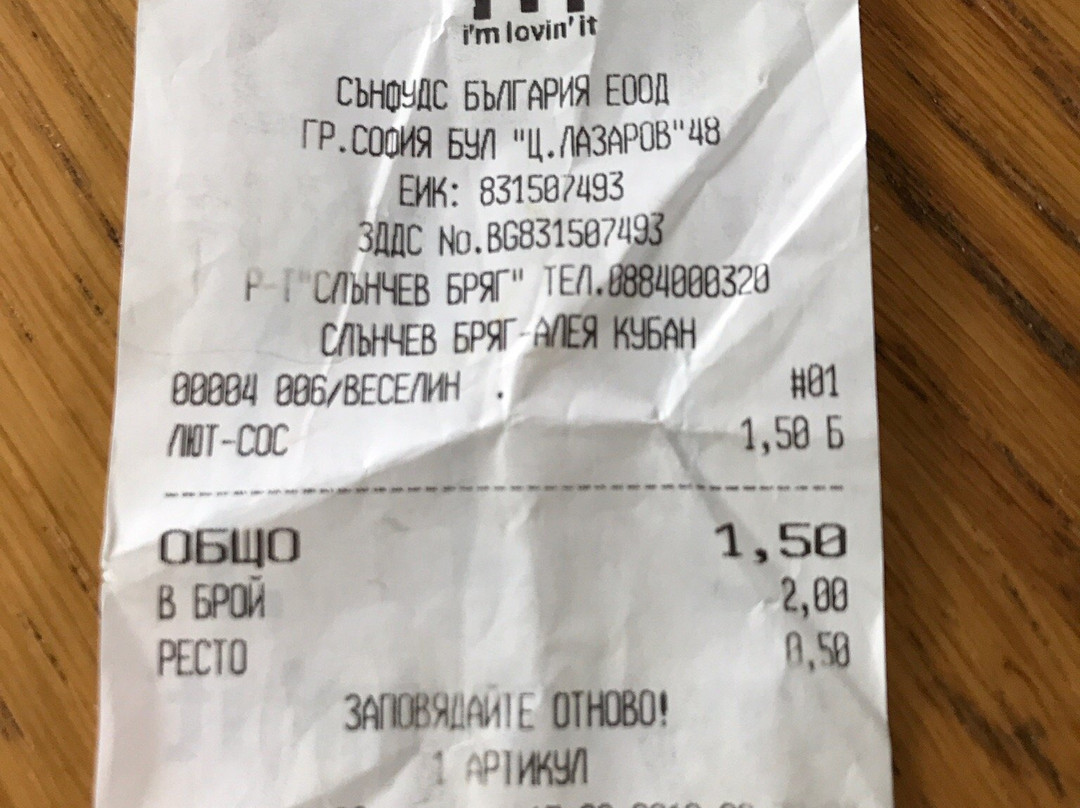 i'm lovin' it
СЪНФУДС БЪЛГАРИЯ ЕООД
ГР.СОФИЯ БУЛ "Ц.ЛАЗАРОВ"48
ЕИК: 831507493
ЗДДС No.BG831507493
Р-Т"СЛЪНЧЕВ БРЯГ" ТЕЛ.0884000320
СЛЪНЧЕВ БРЯГ-АЛЕЯ КУБАН
00004 006/ВЕСЕЛИН . #01
ЛЮТ-СОС 1,50 Б
ОБЩО 1,50
В БРОЙ 2,00
РЕСТО 0,50
ЗАПОВЯДАЙТЕ ОТНОВО!
1 АРТИКУЛ